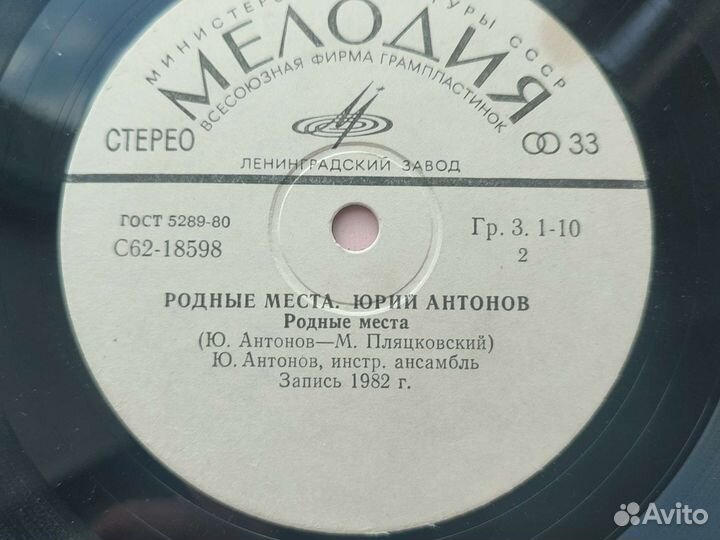 МИНИСТЕРСТВО КУЛЬТУРЫ СССР
МЕЛОДИЯ
ВСЕСОЮЗНАЯ ФИРМА ГРАМПЛАСТИНОК
СТЕРЕО
33
ЛЕНИНГРАДСКИЙ ЗАВОД
ГОСТ 5289-80
Гр. 3. 1-10
С62-18598
2
РОДНЫЕ МЕСТА. ЮРИЙ АНТОНОВ
Родные места
(Ю. Антонов—М. Пляцковский)
Ю. Антонов, инстр. ансамбль
Запись 1982 г.
Avito